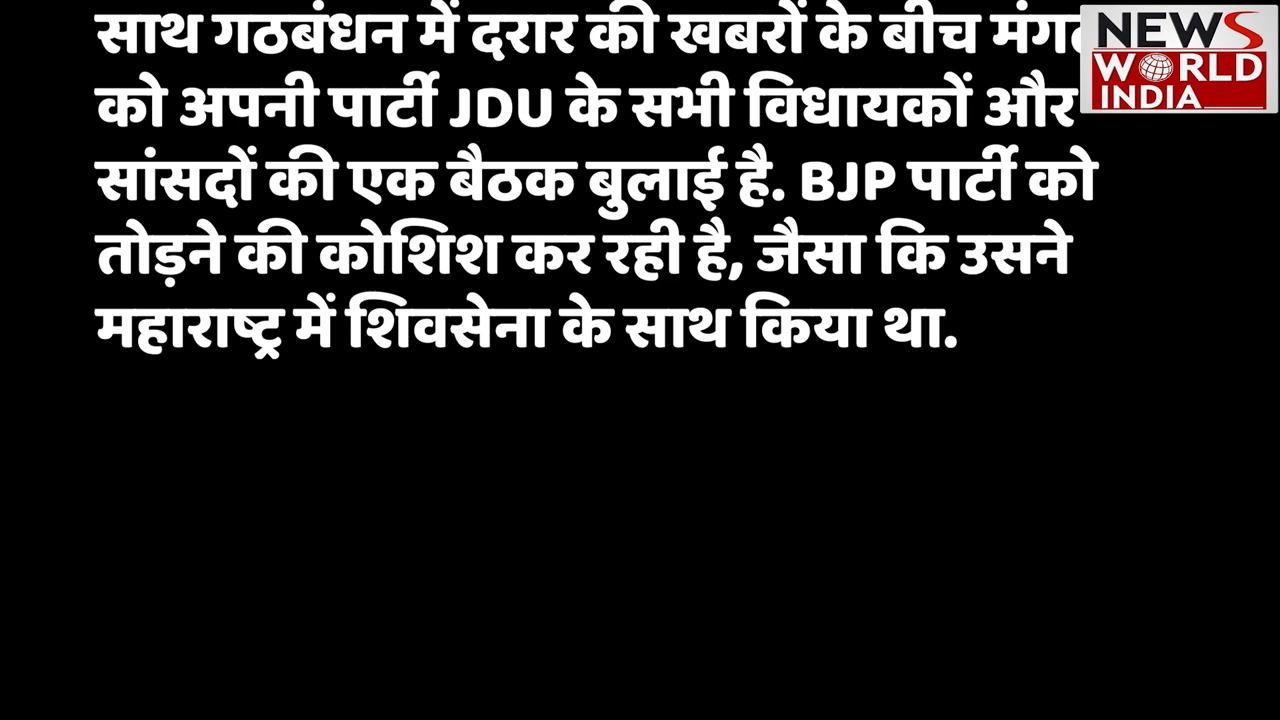 साथ गठबंधन में दरार की खबरों के बीच
को अपनी पार्टी JDU के सभी विधायकों और
सांसदों की एक बैठक बुलाई है. BJP पार्टी को
तोड़ने की कोशिश कर रही है, जैसा कि उसने
महाराष्ट्र में शिवसेना के साथ किया था.
NEWS
WORLD
INDIA